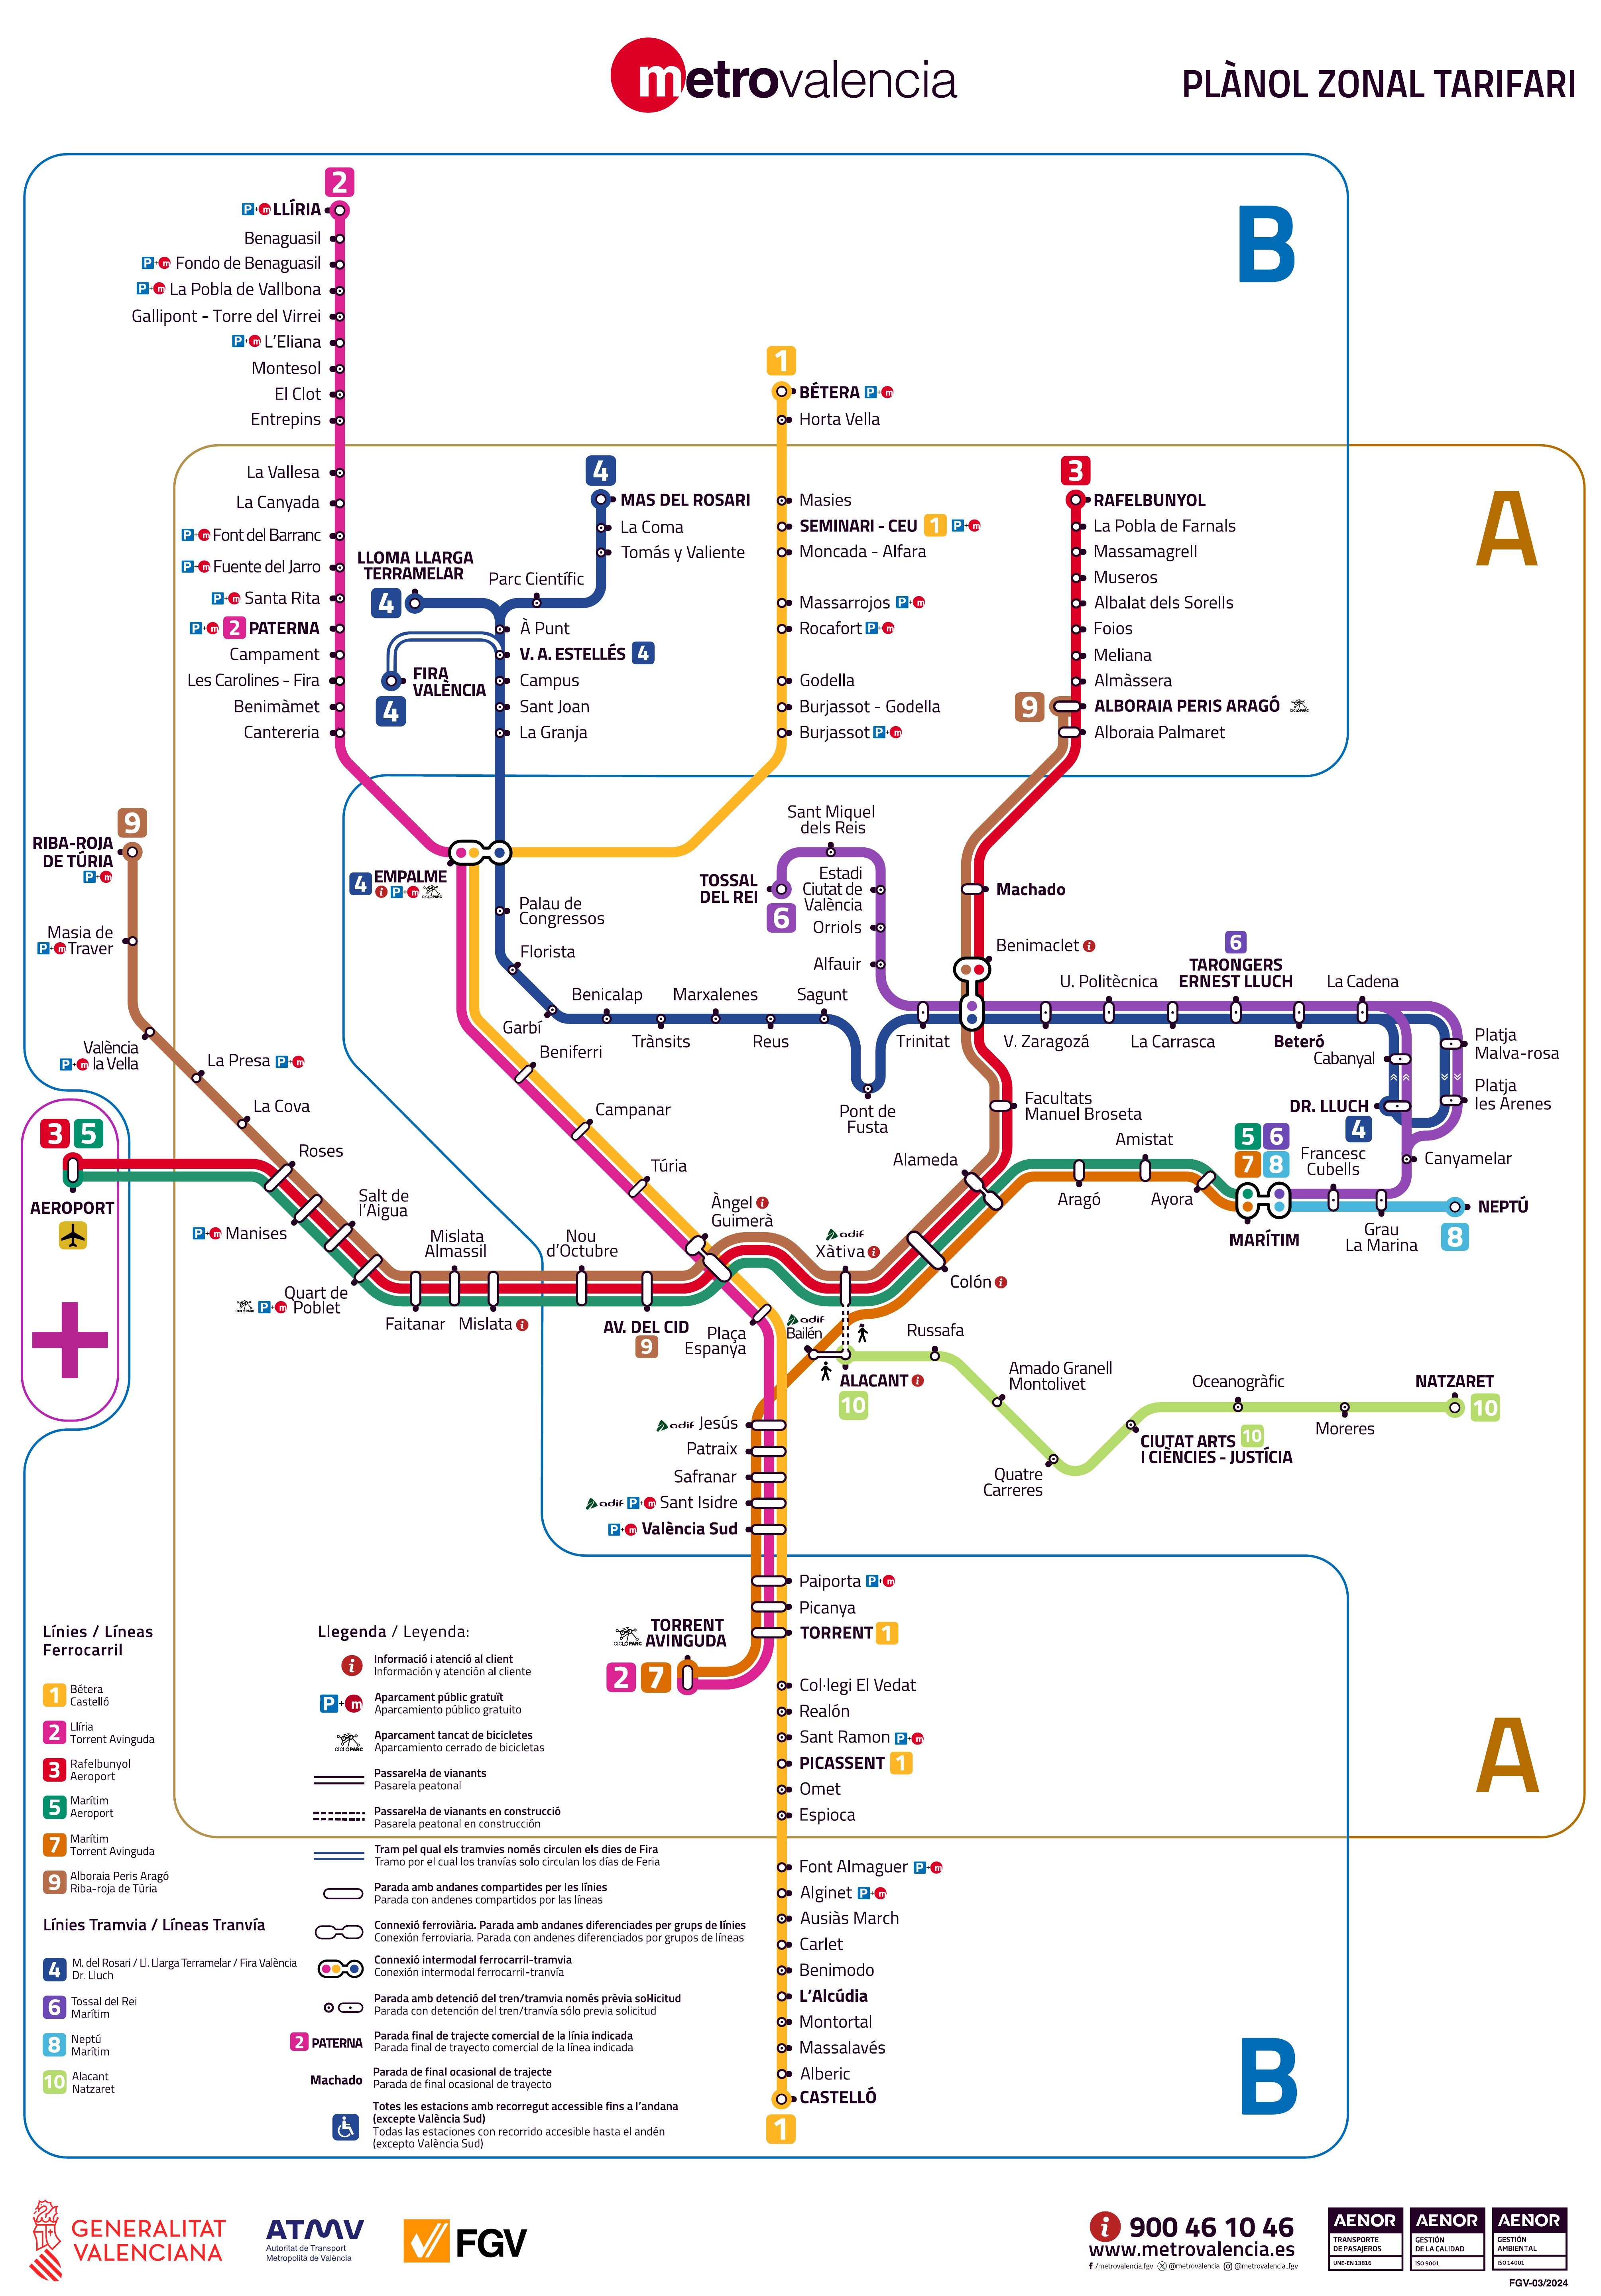 metrovalencia
PLÀNOL ZONAL TARIFARI
B
2
LLÍRIA
Benaguasil
Fondo de Benaguasil
La Pobla de Vallbona
Gallipont - Torre del Virrei
L'Eliana
Montesol
El Clot
Entrepins
1
BÉTERA
Horta Vella
A
La Vallesa
La Canyada
Font del Barranc
Fuente del Jarro
Santa Rita
2 PATERNA
Campament
Les Carolines - Fira
Benimàmet
Cantereria
4
MAS DEL ROSARI
La Coma
Tomás y Valiente
LLOMA LLARGA
TERRAMELAR
4
Parc Científic
À Punt
V. A. ESTELLÉS 4
FIRA
VALÈNCIA
4
Campus
Sant Joan
La Granja
Masies
SEMINARI - CEU 1
Moncada - Alfara
Massarrojos
Rocafort
Godella
Burjassot - Godella
Burjassot
3
RAFELBUNYOL
La Pobla de Farnals
Massamagrell
Museros
Albalat dels Sorells
Foios
Meliana
Almàssera
9
ALBORAIA PERIS ARAGÓ
Alboraia Palmaret
9
RIBA-ROJA
DE TÚRIA
Masia de
Traver
València
la Vella
La Presa
La Cova
Roses
3 5
AEROPORT
+
Manises
Salt de
l'Aigua
Quart de
Poblet
Faitanar
Mislata
Almassil
Mislata
Nou
d'Octubre
AV. DEL CID
9
4 EMPALME
Palau de
Congressos
Florista
Garbí
Benicalap
Trànsits
Marxalenes
Reus
Sagunt
Pont de
Fusta
Beniferri
Campanar
Túria
Àngel
Guimerà
Plaça
Espanya
Sant Miquel
dels Reis
TOSSAL
DEL REI
6
Estadi
Ciutat de
València
Orriols
Alfauir
Trinitat
Machado
Benimaclet
V. Zaragozá
U. Politècnica
La Carrasca
6
TARONGERS
ERNEST LLUCH
Beteró
La Cadena
Cabanyal
Platja
Malva-rosa
Platja
les Arenes
DR. LLUCH
4
Canyamelar
Facultats
Manuel Broseta
Alameda
Aragó
Amistat
Ayora
5 6
7 8
MARÍTIM
Francesc
Cubells
Grau
La Marina
NEPTÚ
8
adif
Xàtiva
Colón
adif
Bailén
ALACANT
10
Russafa
Amado Granell
Montolivet
Quatre
Carreres
CIUTAT ARTS 10
I CIÈNCIES - JUSTÍCIA
Oceanogràfic
Moreres
NATZARET
10
adif Jesús
Patraix
Safranar
adif Sant Isidre
València Sud
Paiporta
Picanya
TORRENT 1
TORRENT
AVINGUDA
2 7
Col·legi El Vedat
Realón
Sant Ramon
PICASSENT 1
Omet
Espioca
A
Font Almaguer
Alginet
Ausiàs March
Carlet
Benimodo
L'Alcúdia
Montortal
Massalavés
Alberic
CASTELLÓ
1
B
Línies / Líneas
Ferrocarril
1 Bétera
Castelló
2 Llíria
Torrent Avinguda
3 Rafelbunyol
Aeroport
5 Marítim
Aeroport
7 Marítim
Torrent Avinguda
9 Alboraia Peris Aragó
Riba-roja de Túria
Línies Tramvia / Líneas Tranvía
4 M. del Rosari / Ll. Llarga Terramelar / Fira València
Dr. Lluch
6 Tossal del Rei
Marítim
8 Neptú
Marítim
10 Alacant
Natzaret
Llegenda / Leyenda:
Informació i atenció al client
Información y atención al cliente
Aparcament públic gratuït
Aparcamiento público gratuito
Aparcament tancat de bicicletes
Aparcamiento cerrado de bicicletas
Passarel·la de vianants
Pasarela peatonal
Passarel·la de vianants en construcció
Pasarela peatonal en construcción
Tram pel qual els tramvies només circulen els dies de Fira
Tramo por el cual los tranvías solo circulan los días de Feria
Parada amb andanes compartides per les línies
Parada con andenes compartidos por las líneas
Connexió ferroviària. Parada amb andanes diferenciades per grups de línies
Conexión ferroviaria. Parada con andenes diferenciados por grupos de líneas
Connexió intermodal ferrocarril-tramvia
Conexión intermodal ferrocarril-tranvía
Parada amb detenció del tren/tramvia només prèvia sol·licitud
Parada con detención del tren/tranvía sólo previa solicitud
2 PATERNA
Parada final de trajecte comercial de la línia indicada
Parada final de trayecto comercial de la línea indicada
Machado
Parada de final ocasional de trajecte
Parada de final ocasional de trayecto
Totes les estacions amb recorregut accessible fins a l'andana
(excepte València Sud)
Todas las estaciones con recorrido accesible hasta el andén
(excepto València Sud)
GENERALITAT
VALENCIANA
ATMV
Autoritat de Transport
Metropolità de València
FGV
900 46 10 46
www.metrovalencia.es
/metrovalencia.fgv @metrovalencia @metrovalencia_fgv
AENOR
TRANSPORTE
DE PASAJEROS
UNE-EN 13816
AENOR
GESTIÓN
DE LA CALIDAD
ISO 9001
AENOR
GESTIÓN
AMBIENTAL
ISO 14001
FGV-03/2024